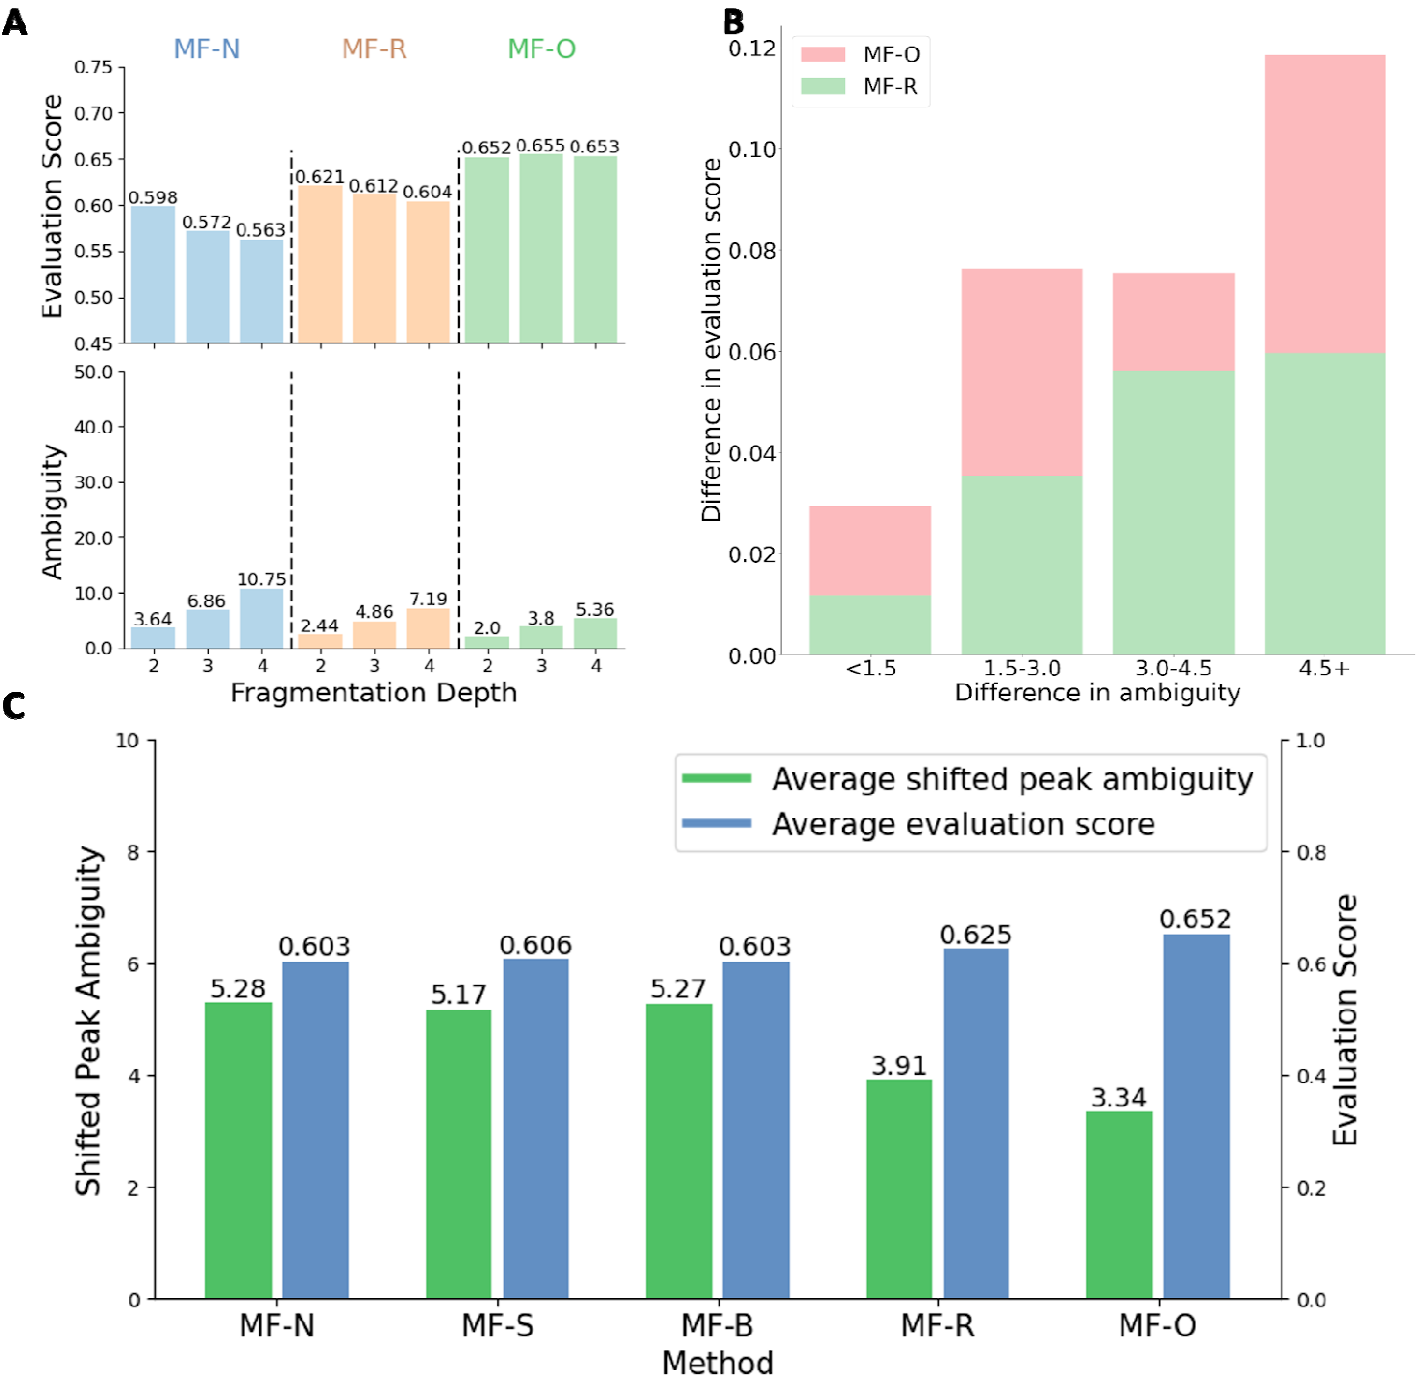 A
MF-N MF-R MF-O
Evaluation Score
0.75
0.70
0.65
0.60
0.55
0.50
0.45
0.598 0.572 0.563 0.621 0.612 0.604 0.652 0.655 0.653
Ambiguity
50.0
40.0
30.0
20.0
10.0
0.0
3.64 6.86 10.75 2.44 4.86 7.19 2.0 3.8 5.36
2 3 4 2 3 4 2 3 4
Fragmentation Depth
B
MF-O
MF-R
Difference in evaluation score
0.12
0.10
0.08
0.06
0.04
0.02
0.00
<1.5 1.5-3.0 3.0-4.5 4.5+
Difference in ambiguity
C
Average shifted peak ambiguity
Average evaluation score
Shifted Peak Ambiguity
10
8
6
4
2
0
5.28 0.603 5.17 0.606 5.27 0.603 3.91 0.625 3.34 0.652
1.0
0.8
0.6
0.4
0.2
0.0
Evaluation Score
MF-N MF-S MF-B MF-R MF-O
Method